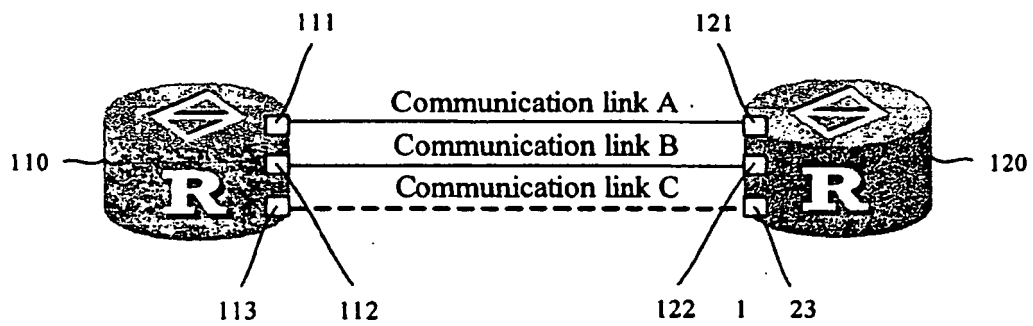 111 121
Communication link A
110 Communication link B 120
R Communication link C R
113 112 122 1 23